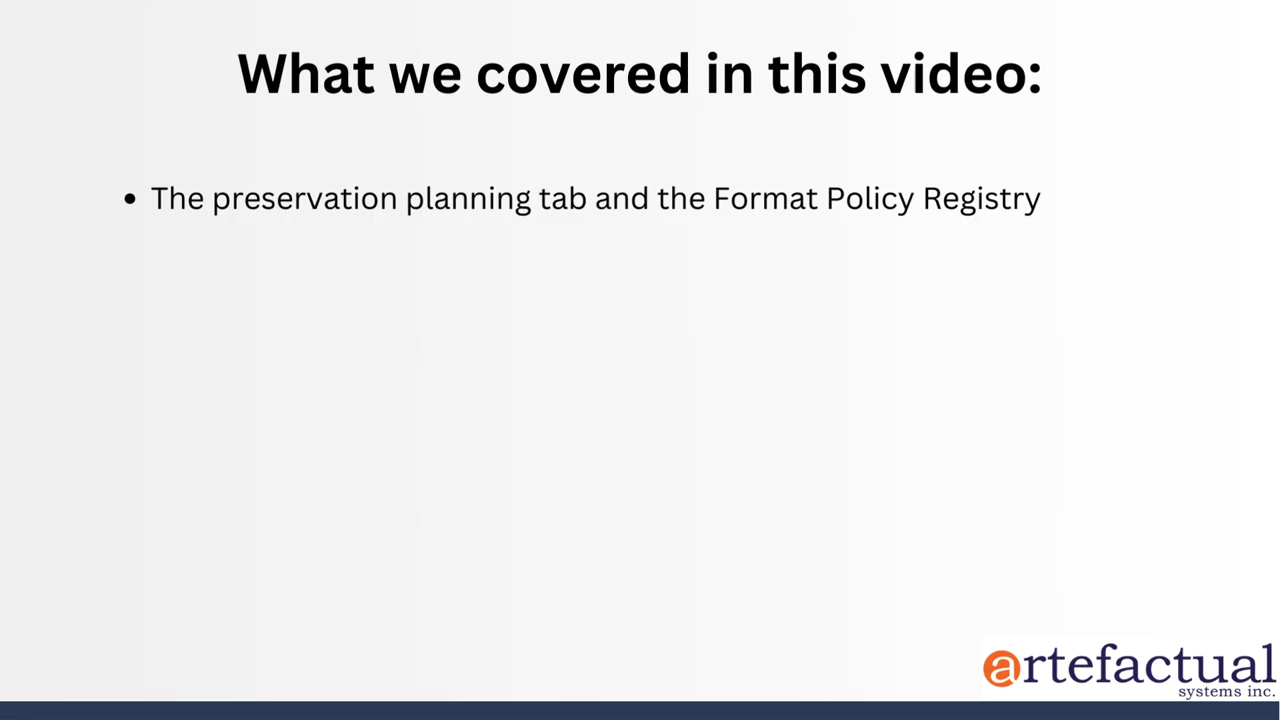 What we covered in this video:
• The preservation planning tab and the Format Policy Registry
artefactual
systems inc.